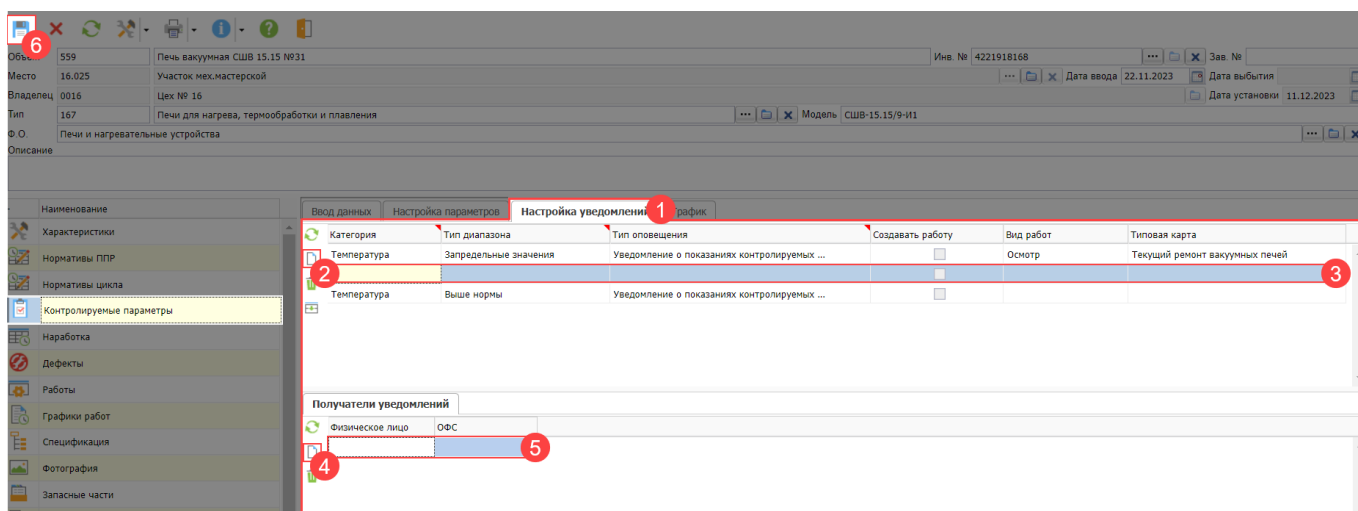 6
559 Печь вакуумная СШВ 15.15 №31 Инв. № 4221918168 ... Зав. №
Место 16.025 Участок мех.мастерской ... Дата ввода 22.11.2023 Дата выбытия
Владелец 0016 Цех № 16 Дата установки 11.12.2023
Тип 167 Печи для нагрева, термообработки и плавления ... Модель СШВ-15.15/9-И1
Ф.О. Печи и нагревательные устройства ...
Описание
Наименование
Характеристики
Нормативы ППР
Нормативы цикла
Контролируемые параметры
Наработка
Дефекты
Работы
Графики работ
Спецификация
Фотография
Запасные части
Ввод данных Настройка параметров Настройка уведомлений 1 График
Категория Тип диапазона Тип оповещения Создавать работу Вид работ Типовая карта
Температура Запредельные значения Уведомление о показаниях контролируемых ... Осмотр Текущий ремонт вакуумных печей
2 3
Температура Выше нормы Уведомление о показаниях контролируемых ...
Получатели уведомлений
Физическое лицо ОФС
5
4